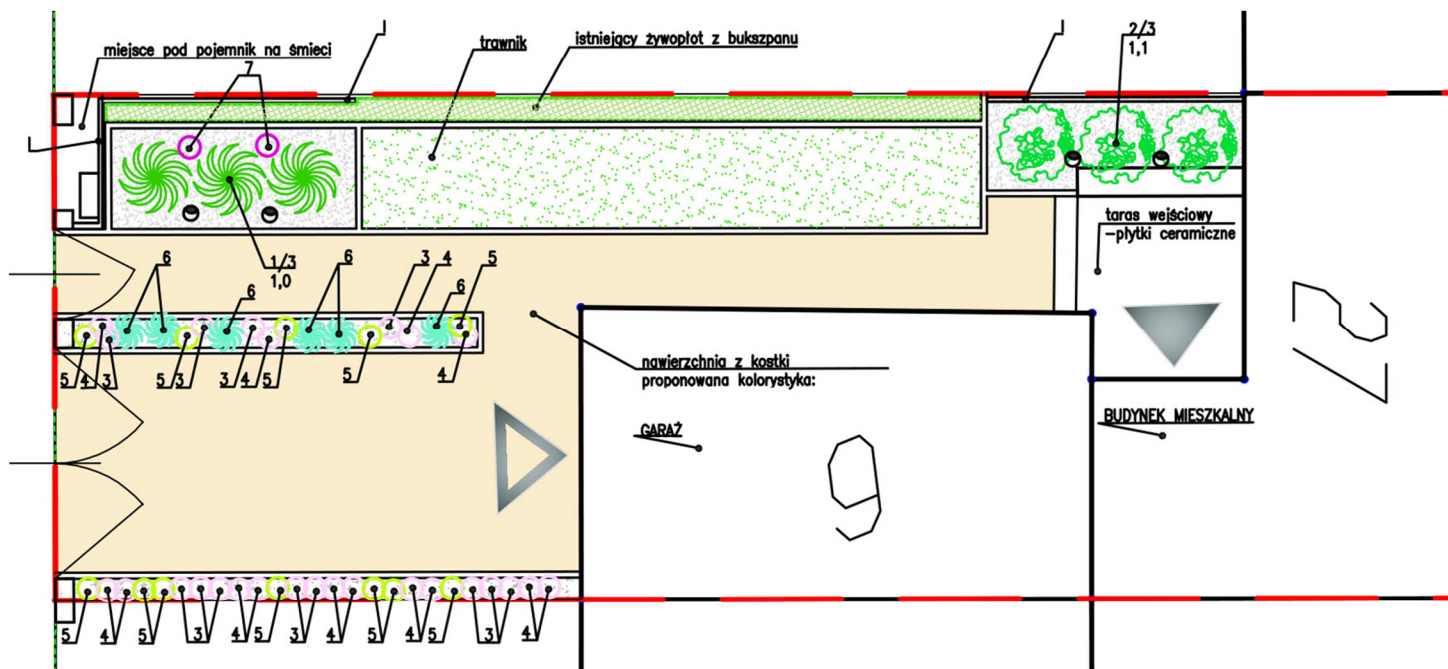 miejsce pod pojemnik na śmieci
I
trawnik
istniejący żywopłot z bukszpanu
I
2/3
1,1
7
I
taras wejściowy
-płytki ceramiczne
1/3
1,0
6
6
6
3
4
5
6
5
4
3
5
3
3
4
5
5
4
nawierzchnia z kostki
proponowana kolorystyka:
GARAŻ
BUDYNEK MIESZKALNY
5
4
5
3
4
5
3
4
5
4
5
3
4